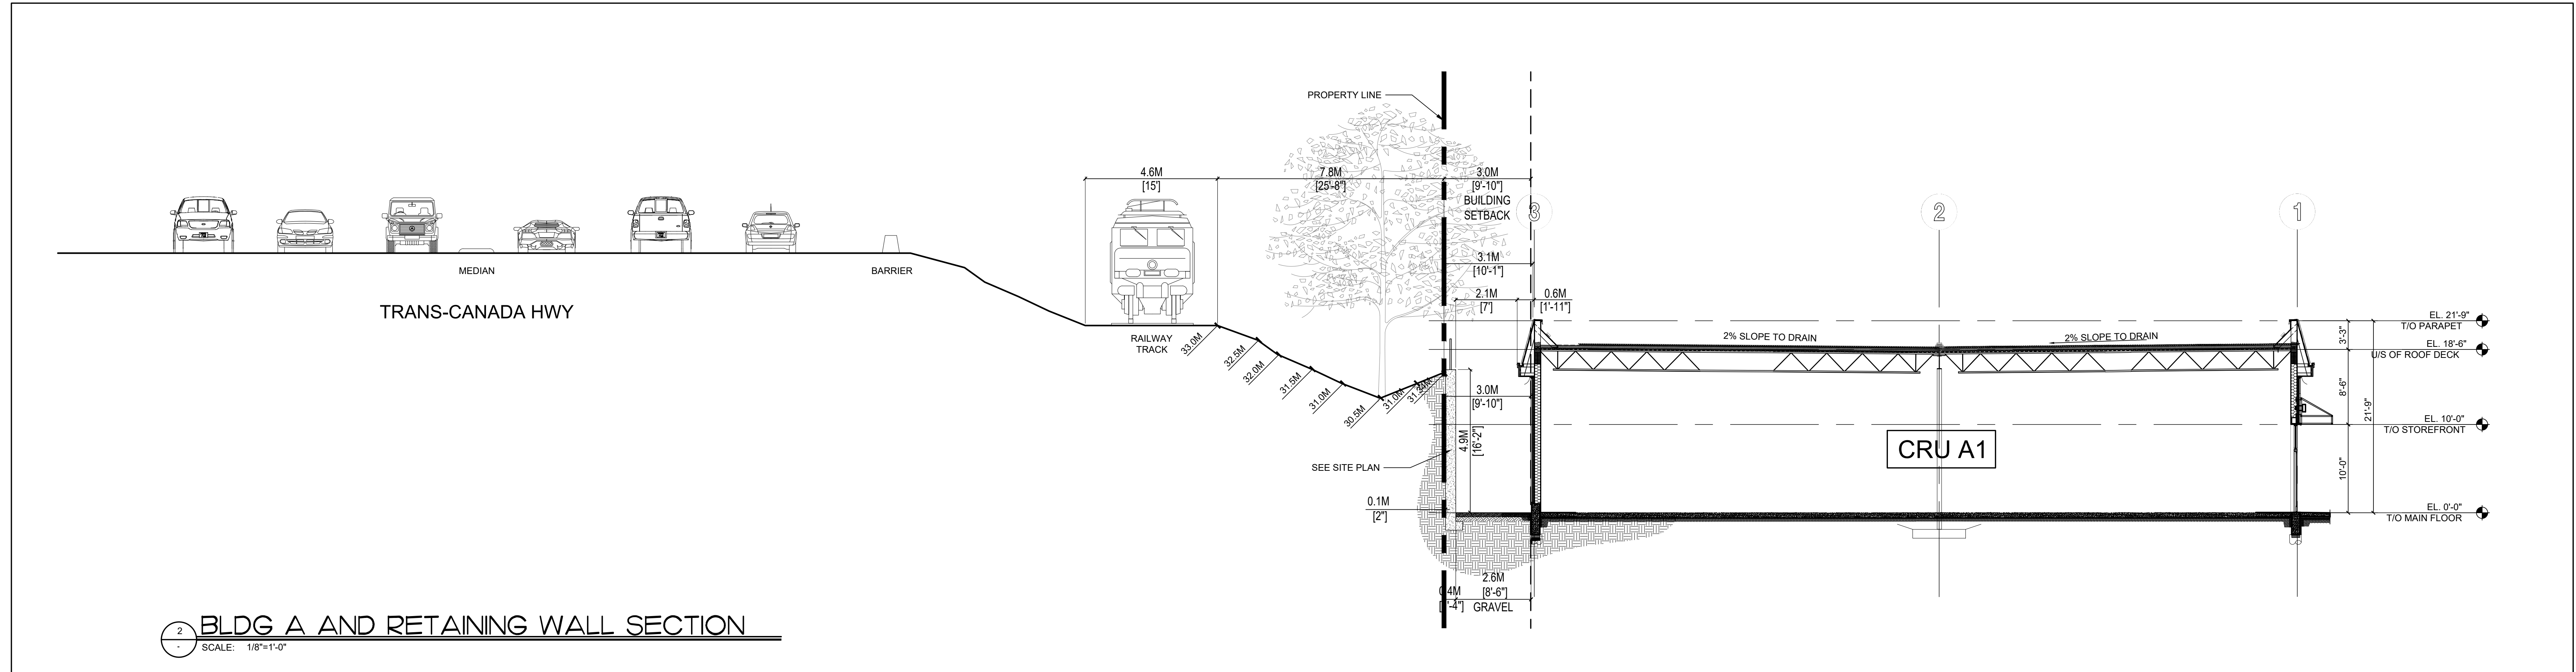 PROPERTY LINE
4.6M
[15']
7.8M
[25'-8"]
3.0M
[9'-10"]
BUILDING
SETBACK
3
2
1
MEDIAN
BARRIER
TRANS-CANADA HWY
3.1M
[10'-1"]
2.1M
[7']
0.6M
[1'-11"]
RAILWAY
TRACK
33.0M
32.5M
32.0M
31.5M
31.0M
30.5M
31.0M
31.34M
2% SLOPE TO DRAIN
2% SLOPE TO DRAIN
3'-3"
EL. 21'-9"
T/O PARAPET
EL. 18'-6"
U/S OF ROOF DECK
8'-6"
21'-9"
EL. 10'-0"
T/O STOREFRONT
10'-0"
EL. 0'-0"
T/O MAIN FLOOR
3.0M
[9'-10"]
4.9M
[16'-2"]
SEE SITE PLAN
CRU A1
0.1M
[2"]
2.6M
[8'-6"]
GRAVEL
2
-
BLDG A AND RETAINING WALL SECTION
SCALE: 1/8"=1'-0"